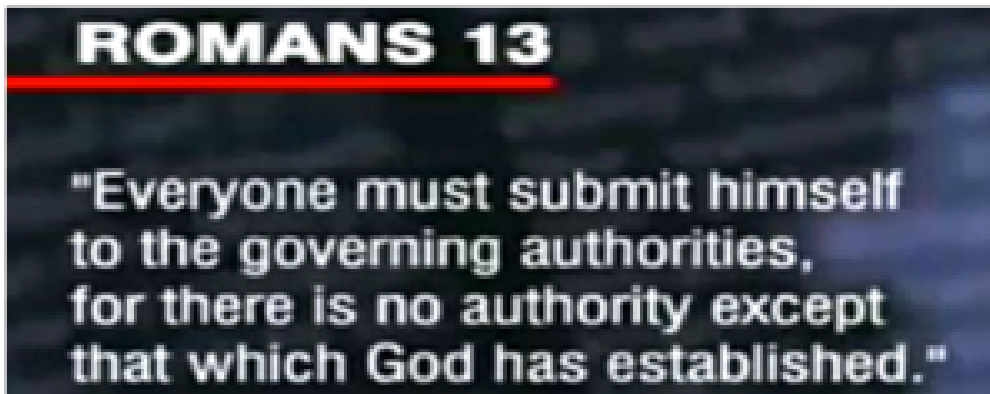 ROMANS 13
"Everyone must submit himself
to the governing authorities,
for there is no authority except
that which God has established."